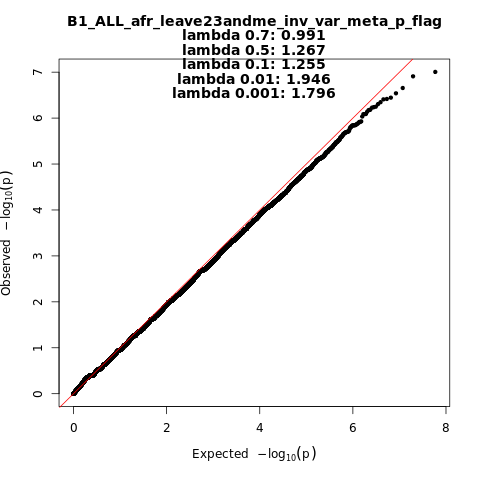 B1_ALL_afr_leave23andme_inv_var_meta_p_flag
lambda 0.7: 0.991
lambda 0.5: 1.267
lambda 0.1: 1.255
lambda 0.01: 1.946
lambda 0.001: 1.796
7
6
5
4
3
2
1
0
Observed −log10(p)
0 2 4 6 8
Expected −log10(p)